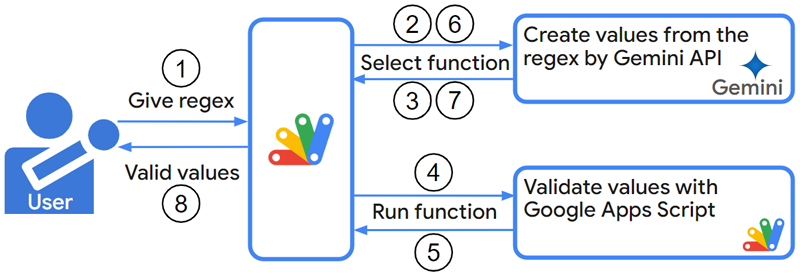 ① Give regex
User
Valid values
⑧
② ⑥
Select function
③ ⑦
Create values from the
regex by Gemini API
Gemini
④
Run function
⑤
Validate values with
Google Apps Script